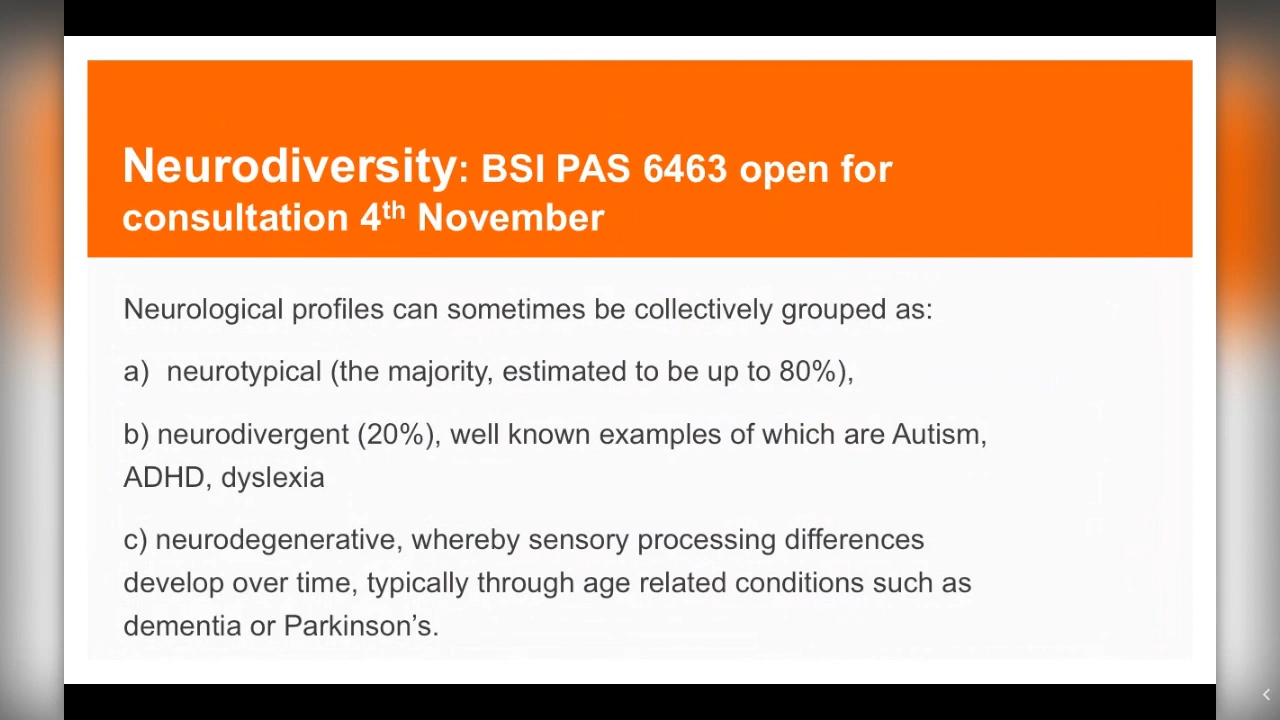 Neurodiversity: BSI PAS 6463 open for
consultation 4th November
Neurological profiles can sometimes be collectively grouped as:
a) neurotypical (the majority, estimated to be up to 80%),
b) neurodivergent (20%), well known examples of which are Autism,
ADHD, dyslexia
c) neurodegenerative, whereby sensory processing differences
develop over time, typically through age related conditions such as
dementia or Parkinson’s.